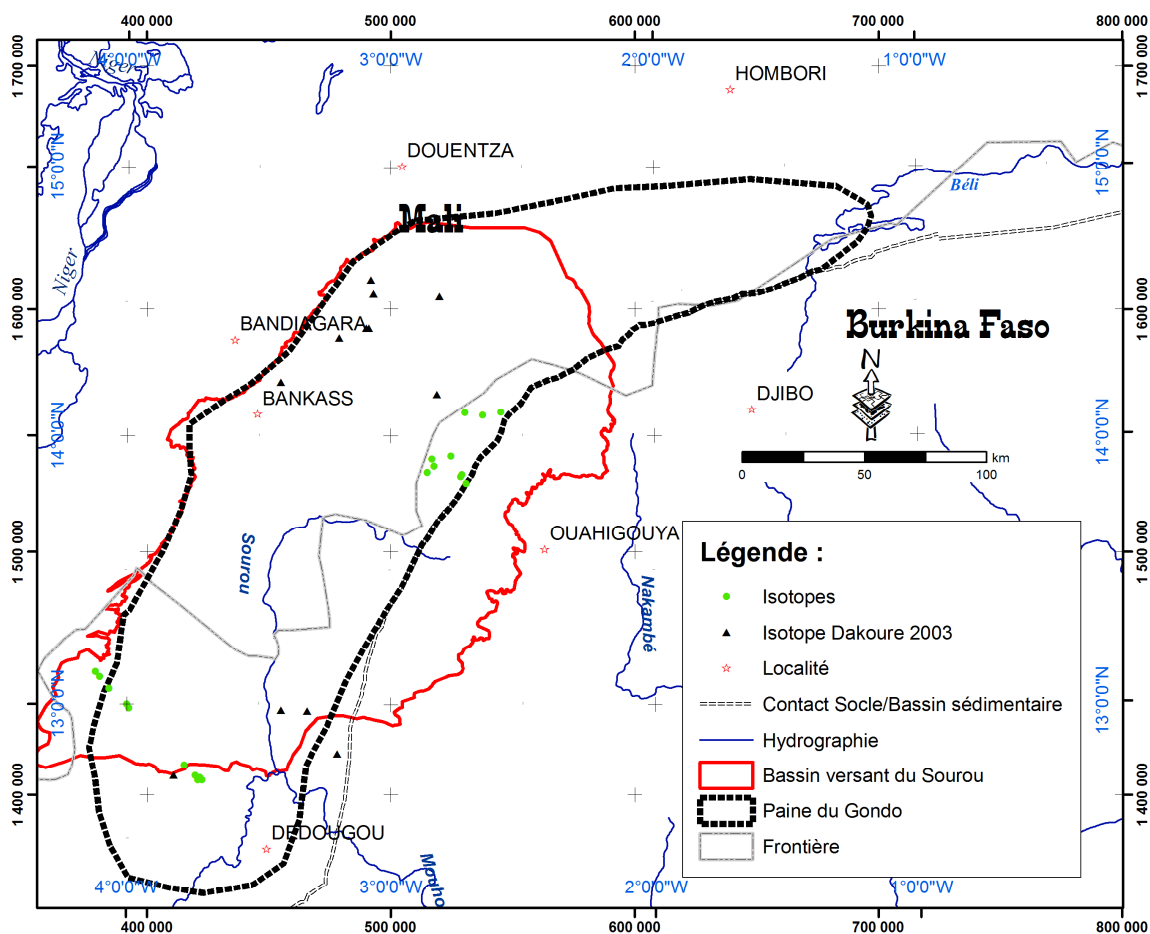 400 000
500 000
600 000
700 000
800 000
4°0'0"W
3°0'0"W
2°0'0"W
1°0'0"W
1 700 000
1 700 000
Niger
HOMBORI
DOUENTZA
15°0'0"N
15°0'0"N
Béli
Mali
Niger
1 600 000
1 600 000
BANDIAGARA
Burkina Faso
N
BANKASS
DJIBO
14°0'0"N
14°0'0"N
0
50
100
km
1 500 000
1 500 000
OUAHIGOUYA
Sourou
Nakambé
Légende :
Isotopes
Isotope Dakoure 2003
Localité
Contact Socle/Bassin sédimentaire
Hydrographie
Bassin versant du Sourou
Paine du Gondo
Frontière
13°0'0"N
13°0'0"N
1 400 000
1 400 000
DEDOUGOU
Mouho
4°0'0"W
3°0'0"W
2°0'0"W
1°0'0"W
400 000
500 000
600 000
700 000
800 000